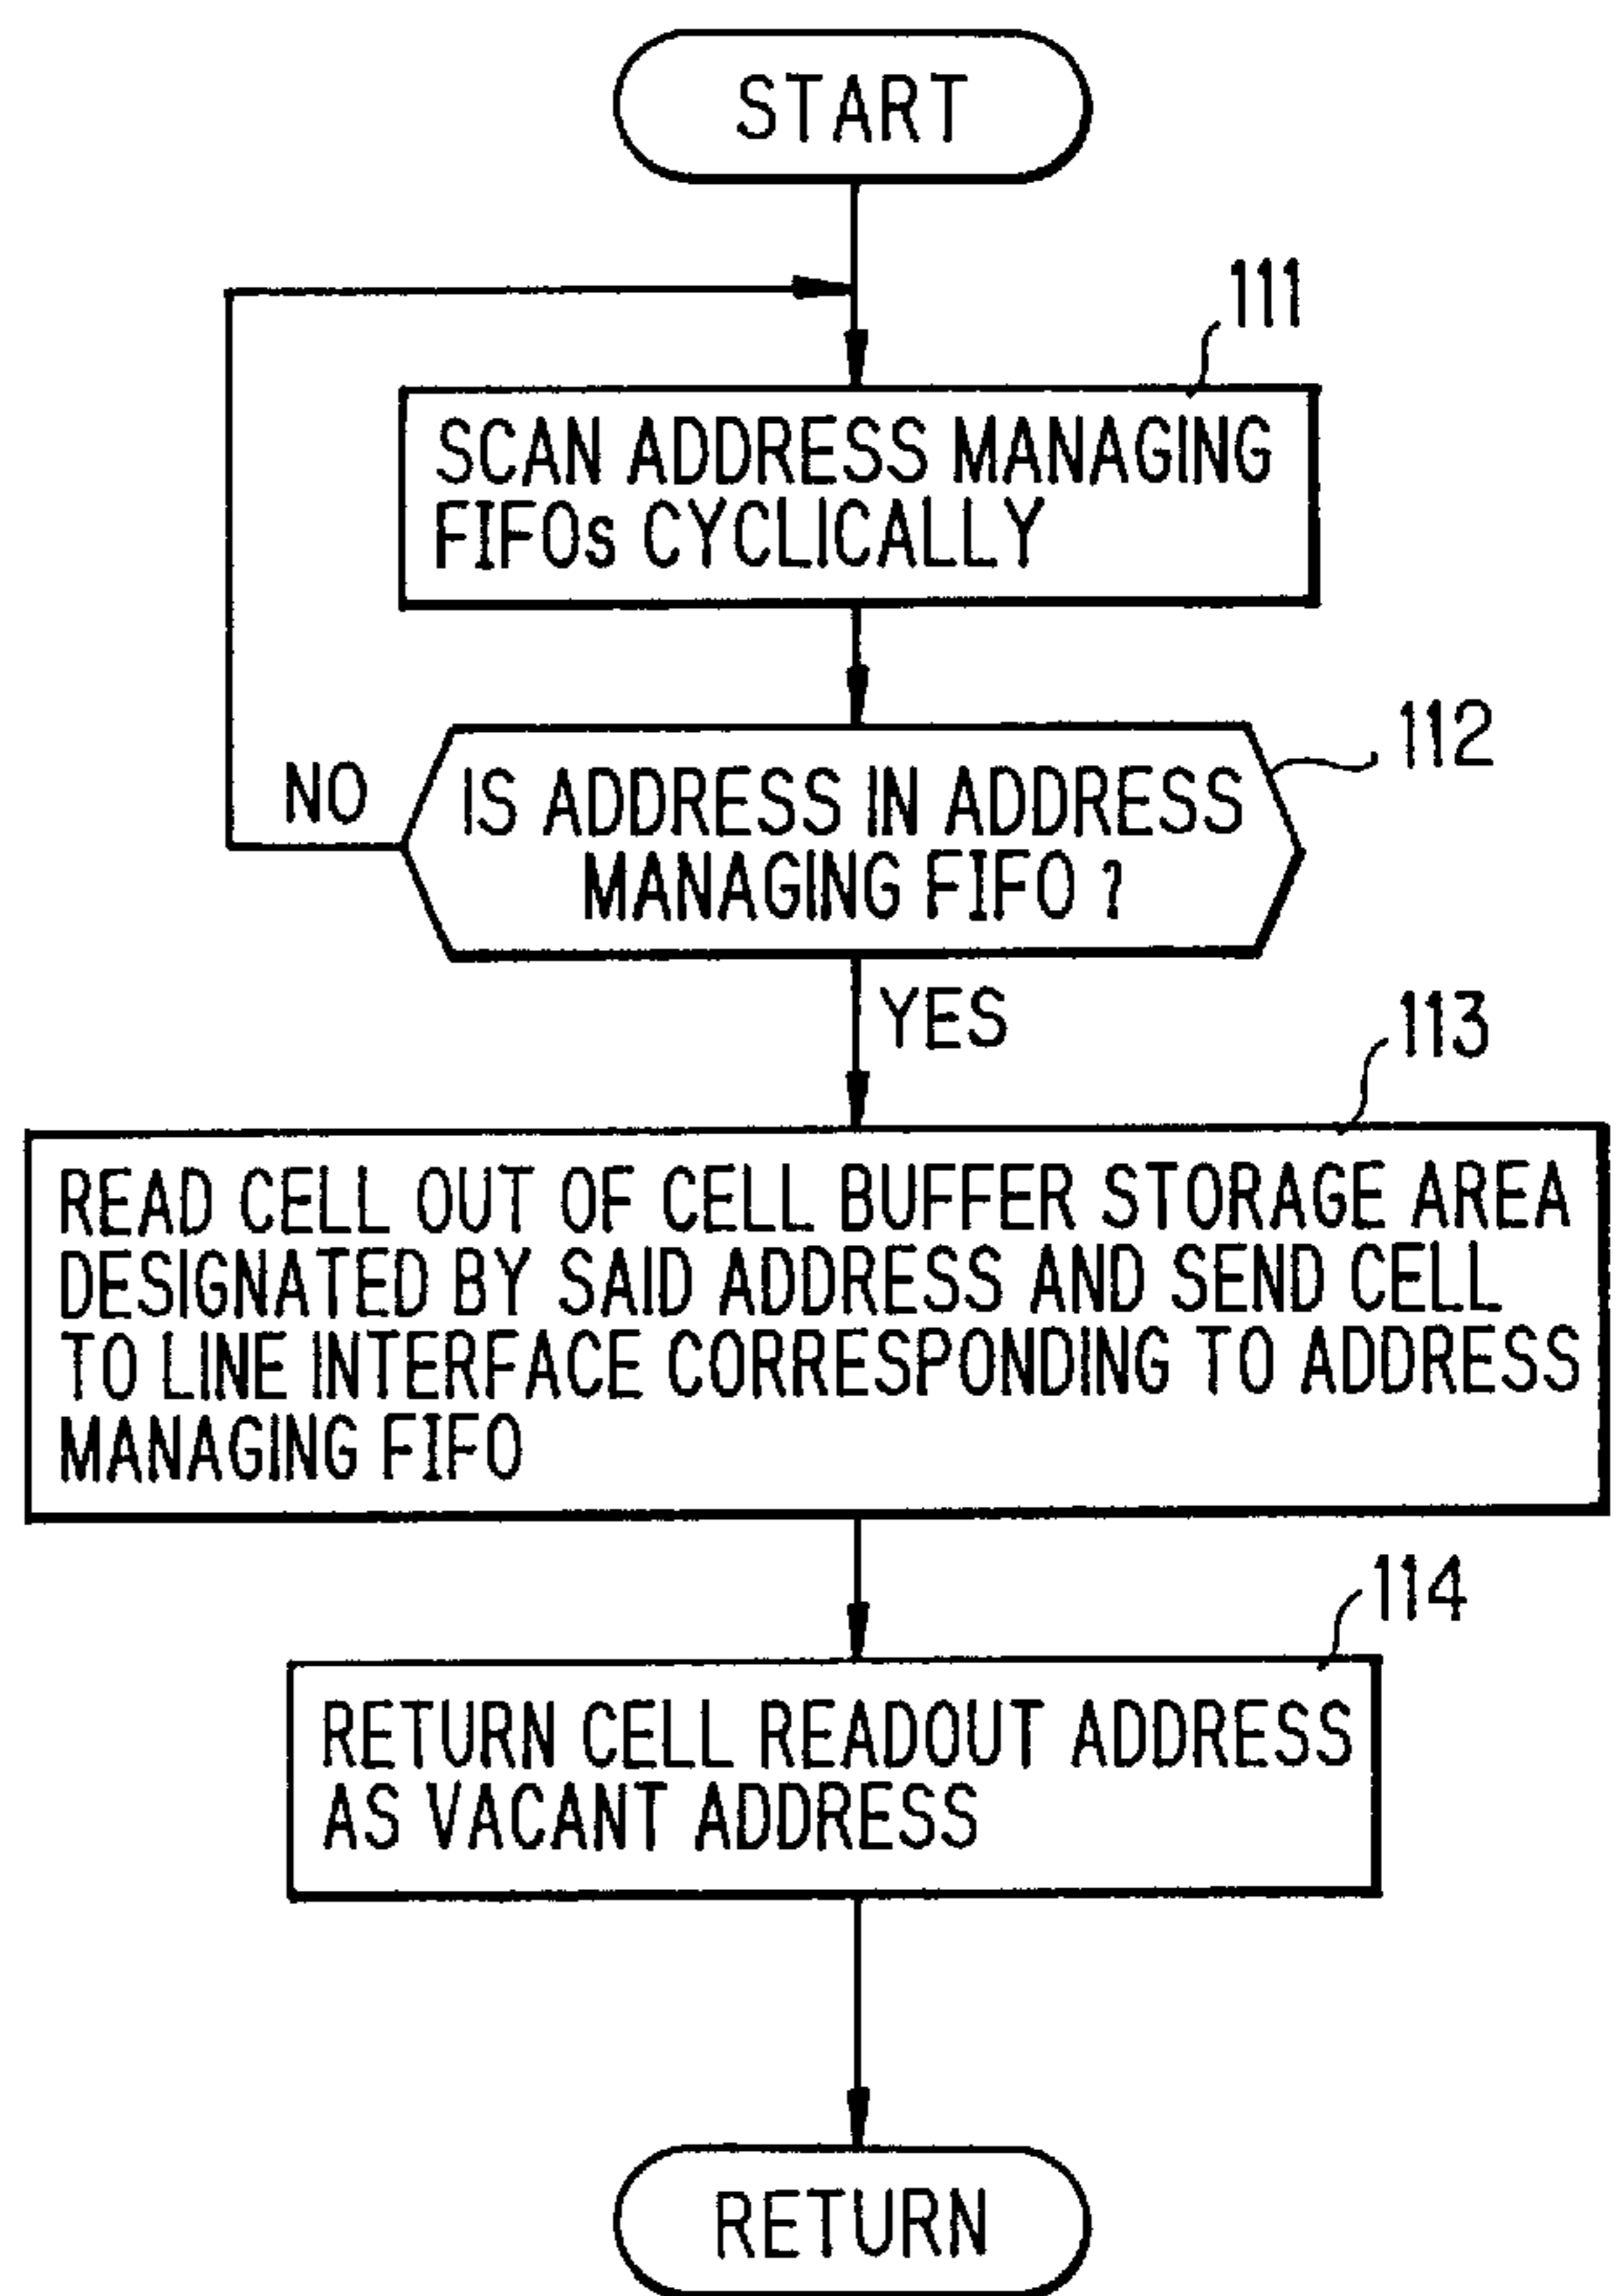 START
111
SCAN ADDRESS MANAGING
FIFOs CYCLICALLY
112
NO
IS ADDRESS IN ADDRESS
MANAGING FIFO ?
YES
113
READ CELL OUT OF CELL BUFFER STORAGE AREA
DESIGNATED BY SAID ADDRESS AND SEND CELL
TO LINE INTERFACE CORRESPONDING TO ADDRESS
MANAGING FIFO
114
RETURN CELL READOUT ADDRESS
AS VACANT ADDRESS
RETURN